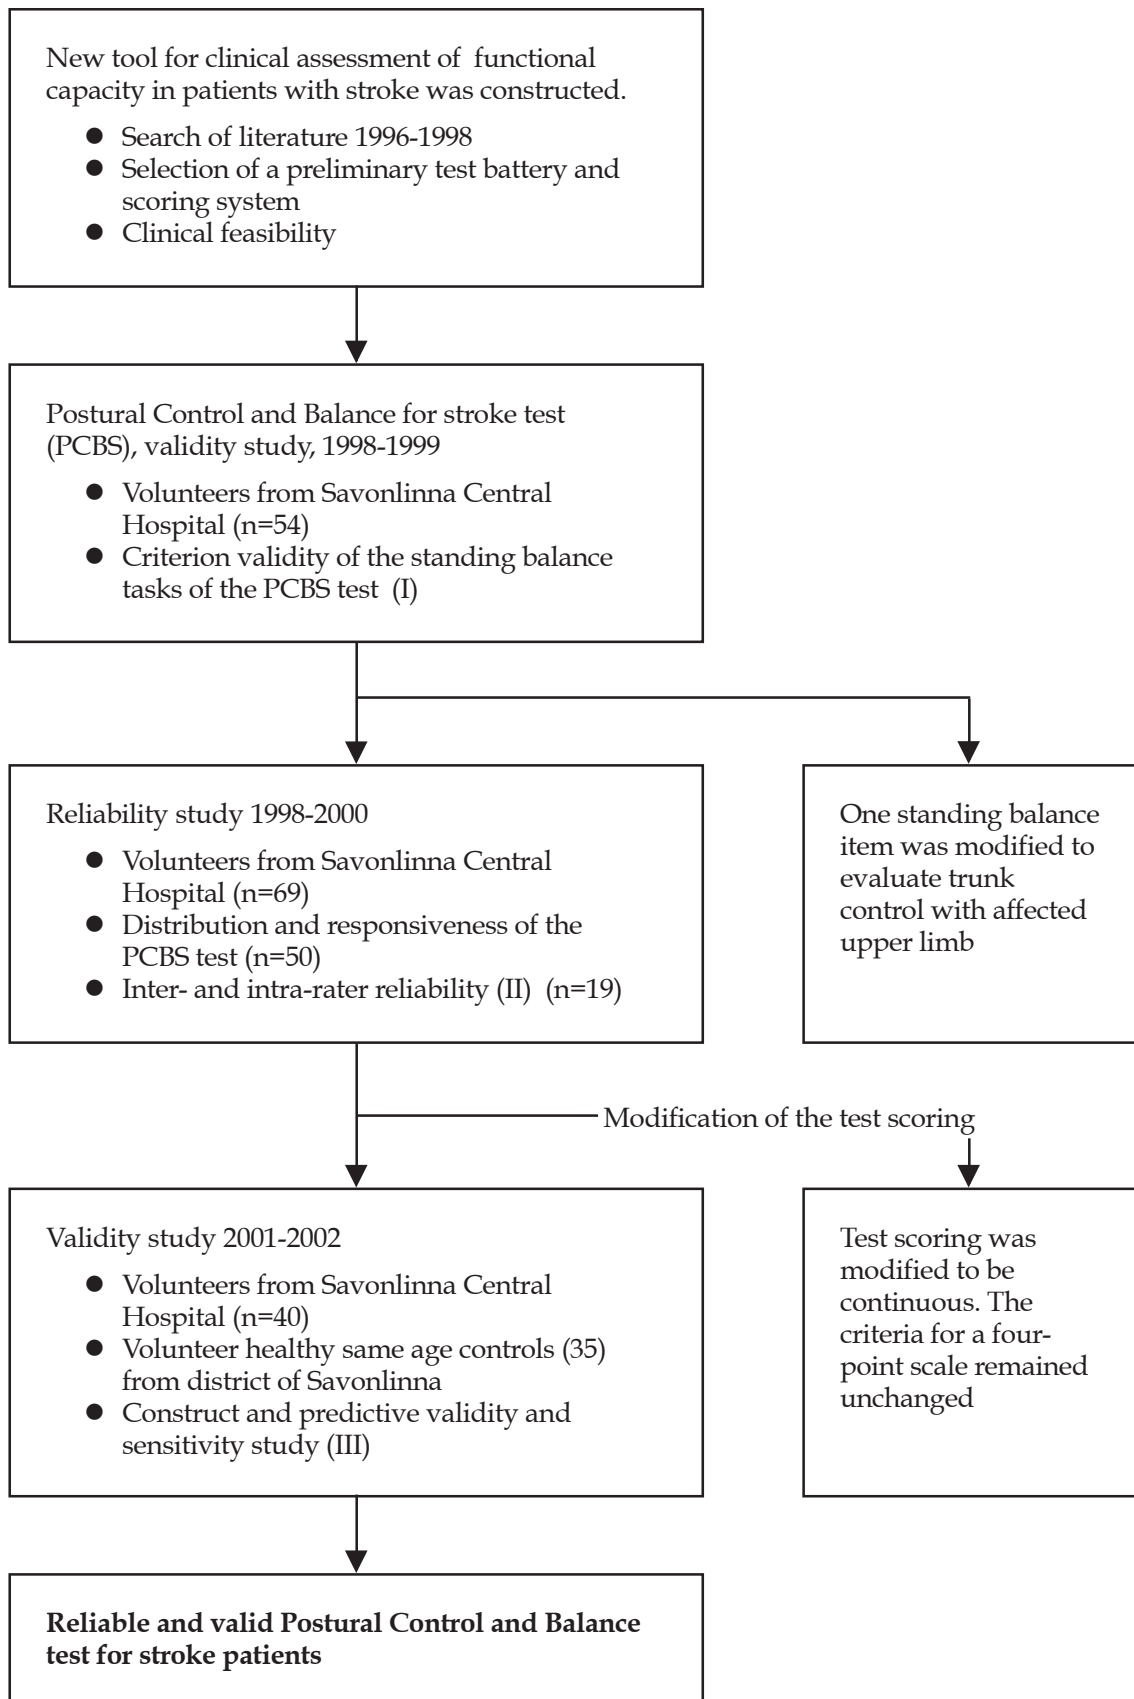 New tool for clinical assessment of functional
capacity in patients with stroke was constructed.
● Search of literature 1996-1998
● Selection of a preliminary test battery and
scoring system
● Clinical feasibility
Postural Control and Balance for stroke test
(PCBS), validity study, 1998-1999
● Volunteers from Savonlinna Central
Hospital (n=54)
● Criterion validity of the standing balance
tasks of the PCBS test (I)
Reliability study 1998-2000
● Volunteers from Savonlinna Central
Hospital (n=69)
● Distribution and responsiveness of the
PCBS test (n=50)
● Inter- and intra-rater reliability (II) (n=19)
One standing balance
item was modified to
evaluate trunk
control with affected
upper limb
Modification of the test scoring
Validity study 2001-2002
● Volunteers from Savonlinna Central
Hospital (n=40)
● Volunteer healthy same age controls (35)
from district of Savonlinna
● Construct and predictive validity and
sensitivity study (III)
Test scoring was
modified to be
continuous. The
criteria for a four-
point scale remained
unchanged
Reliable and valid Postural Control and Balance
test for stroke patients